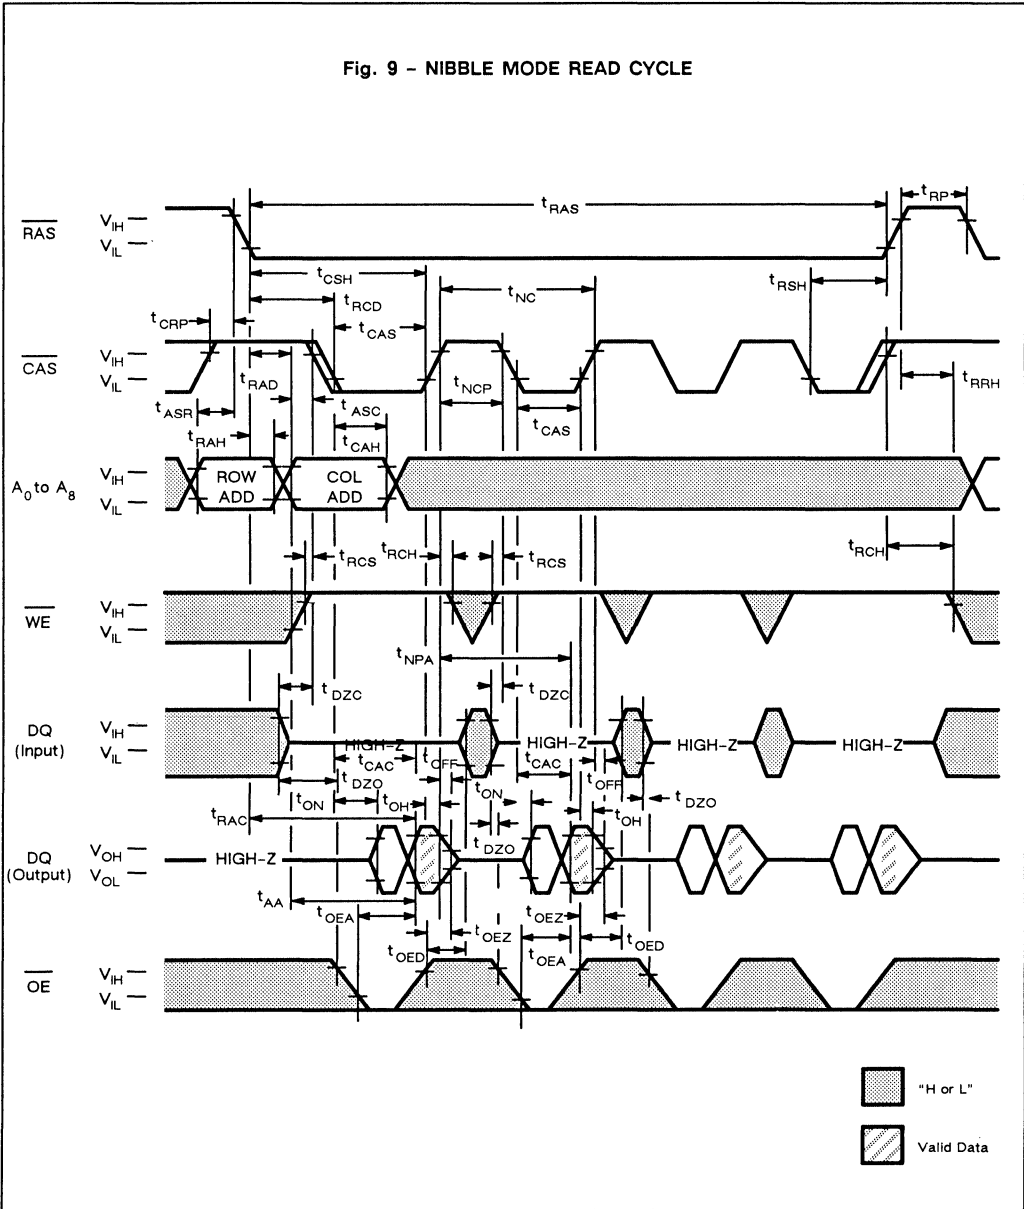 Fig. 9 – NIBBLE MODE READ CYCLE
RAS
VIH
VIL
tRAS
tRP
tCSH
tRCD
tCAS
tNC
tRSH
tCRP
CAS
VIH
VIL
tRAD
tNCP
tRRH
tASR
tASC
tCAS
tRAH
tCAH
A0 to A8
VIH
VIL
ROW ADD
COL ADD
tRCS
tRCH
tRCS
tRCH
WE
VIH
VIL
tNPA
tDZC
tDZC
DQ (Input)
VIH
VIL
HIGH-Z
HIGH-Z
HIGH-Z
HIGH-Z
tCAC
tOFF
tCAC
tOFF
tDZO
tON
tOH
tON
tDZO
tRAC
tDZO
tOH
DQ (Output)
VOH
VOL
HIGH-Z
tAA
tOEA
tOEZ
tOEZ
tOED
tOEA
tOED
OE
VIH
VIL
"H or L"
Valid Data